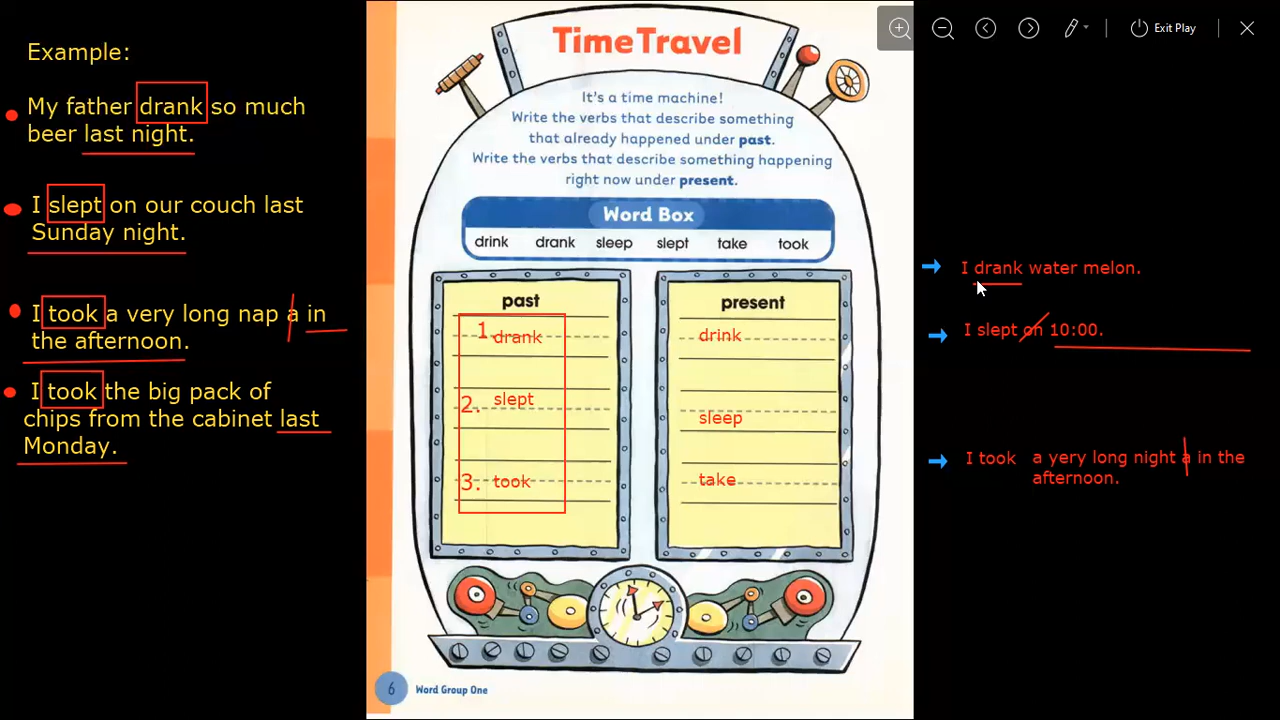 Example:
My father drank so much
beer last night.
I slept on our couch last
Sunday night.
I took a very long nap a in
the afternoon.
I took the big pack of
chips from the cabinet last
Monday.
Time Travel
It's a time machine!
Write the verbs that describe something
that already happened under past.
Write the verbs that describe something happening
right now under present.
Word Box
drink drank sleep slept take took
past
1. drank
2. slept
3. took
present
drink
sleep
take
6 Word Group One
Exit Play
I drank water melon.
I slept on 10:00.
I took a yery long night a in the
afternoon.